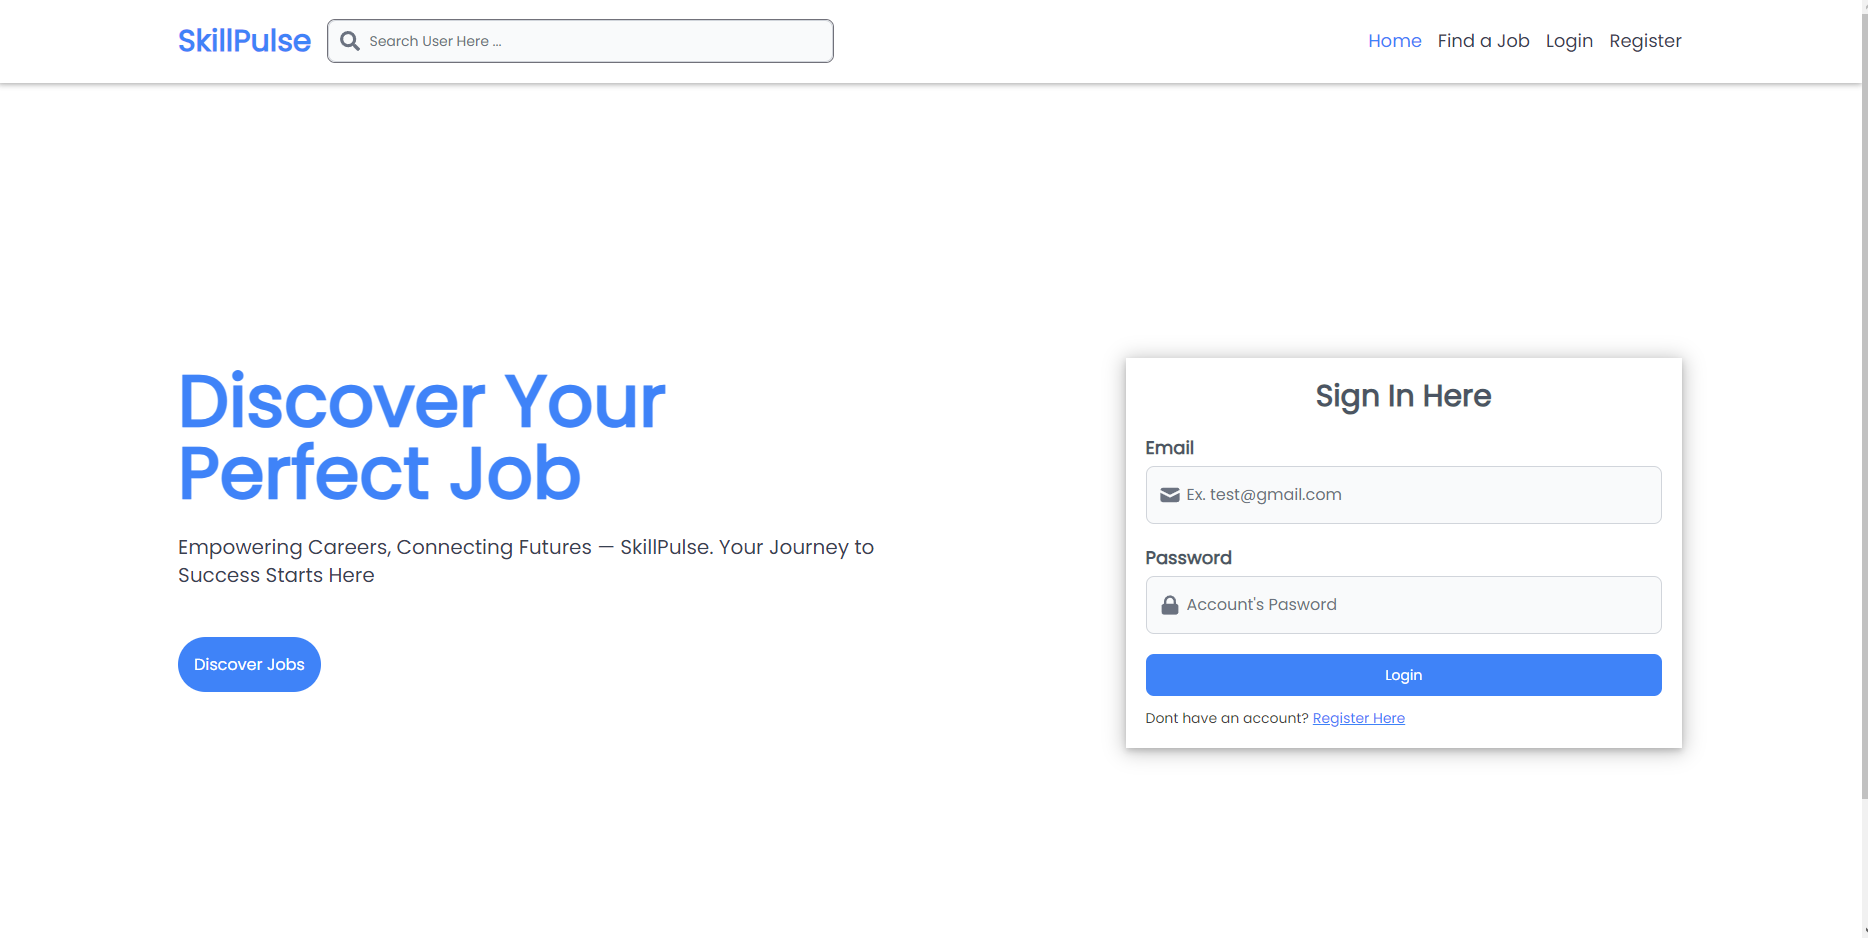 SkillPulse
Search User Here ...
Home
Find a Job
Login
Register
Discover Your
Perfect Job
Empowering Careers, Connecting Futures — SkillPulse. Your Journey to
Success Starts Here
Discover Jobs
Sign In Here
Email
Ex. test@gmail.com
Password
Account's Pasword
Login
Dont have an account? Register Here